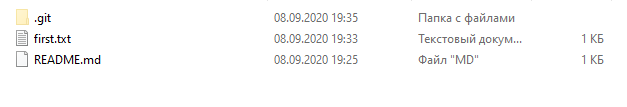 .git 08.09.2020 19:35 Папка с файлами
first.txt 08.09.2020 19:33 Текстовый докум... 1 КБ
README.md 08.09.2020 19:25 Файл "MD" 1 КБ